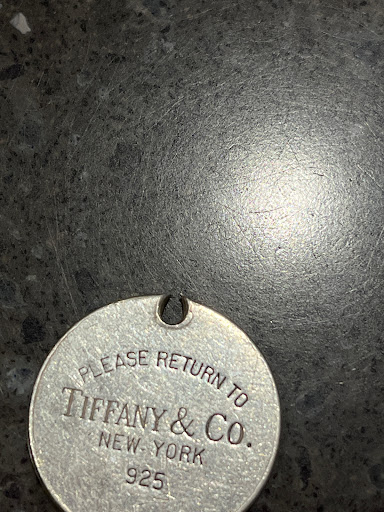 PLEASE RETURN TO
TIFFANY & CO.
NEW YORK
925